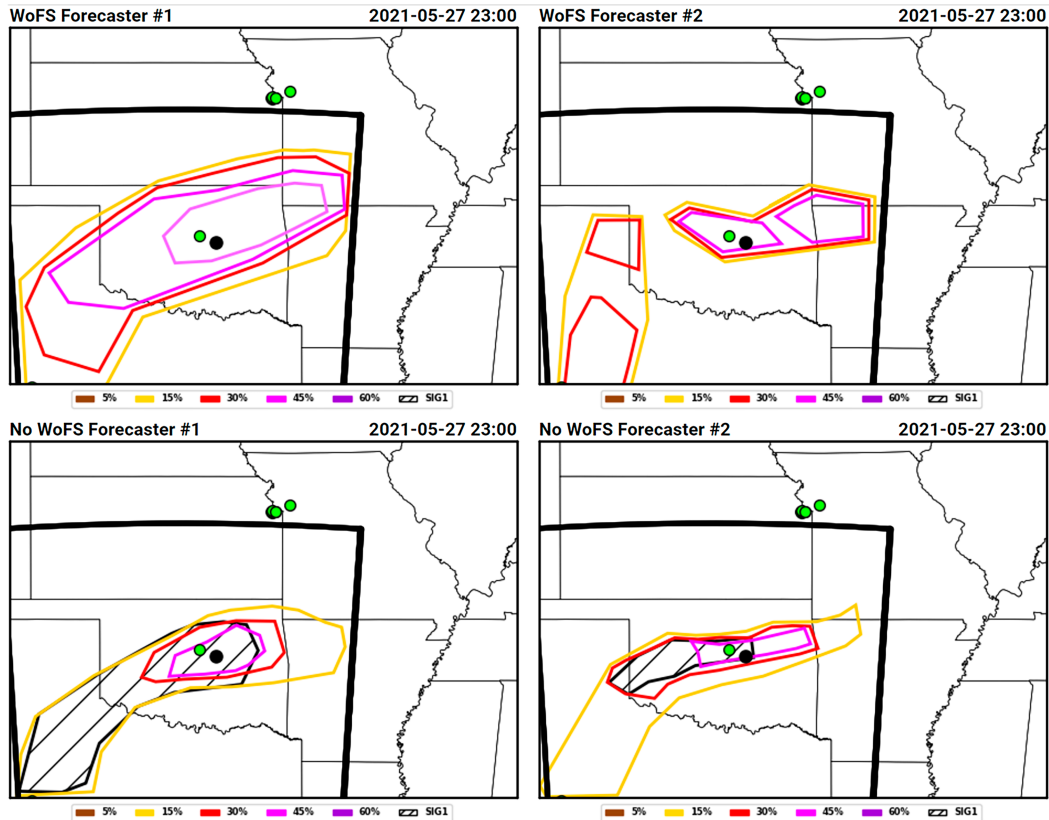 WoFS Forecaster #1 2021-05-27 23:00
WoFS Forecaster #2 2021-05-27 23:00
5% 15% 30% 45% 60% SIG1
5% 15% 30% 45% 60% SIG1
No WoFS Forecaster #1 2021-05-27 23:00
No WoFS Forecaster #2 2021-05-27 23:00
5% 15% 30% 45% 60% SIG1
5% 15% 30% 45% 60% SIG1